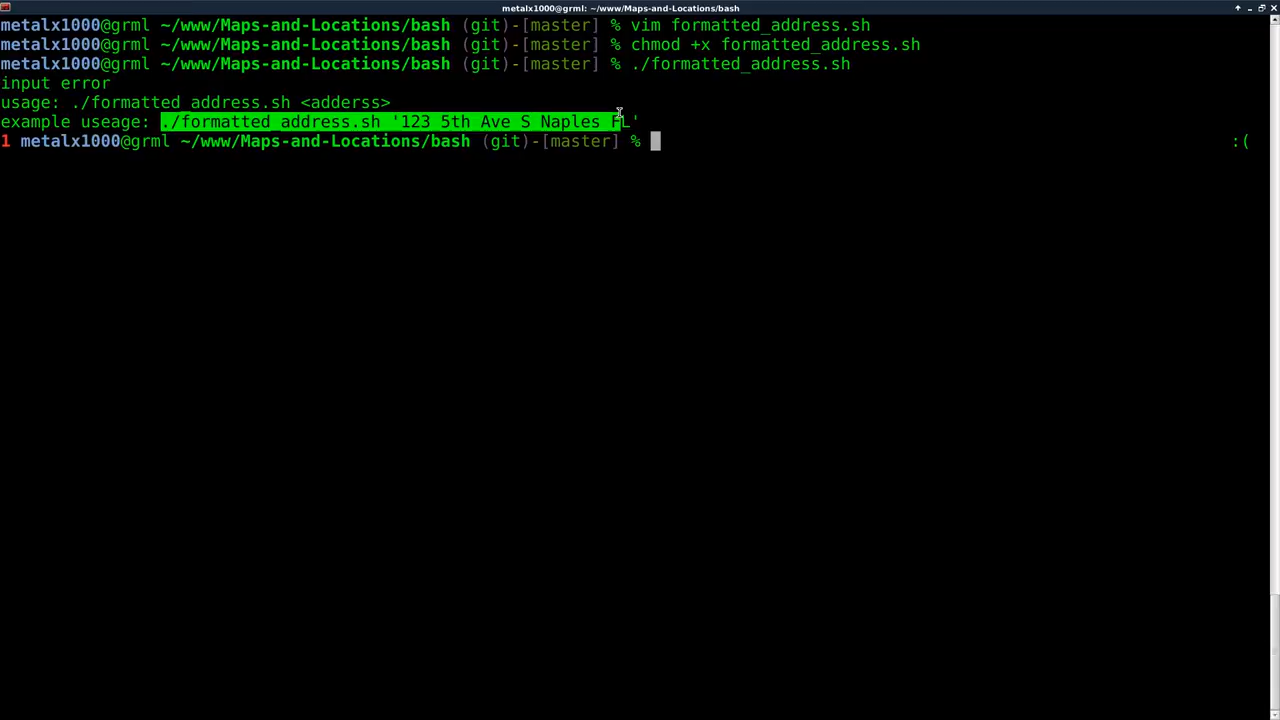 metalx1000@grml: ~/www/Maps-and-Locations/bash
metalx1000@grml ~/www/Maps-and-Locations/bash (git)-[master] % vim formatted_address.sh
metalx1000@grml ~/www/Maps-and-Locations/bash (git)-[master] % chmod +x formatted_address.sh
metalx1000@grml ~/www/Maps-and-Locations/bash (git)-[master] % ./formatted_address.sh
input error
usage: ./formatted_address.sh <adderss>
example useage: ./formatted_address.sh '123 5th Ave S Naples FL'
1 metalx1000@grml ~/www/Maps-and-Locations/bash (git)-[master] % :(